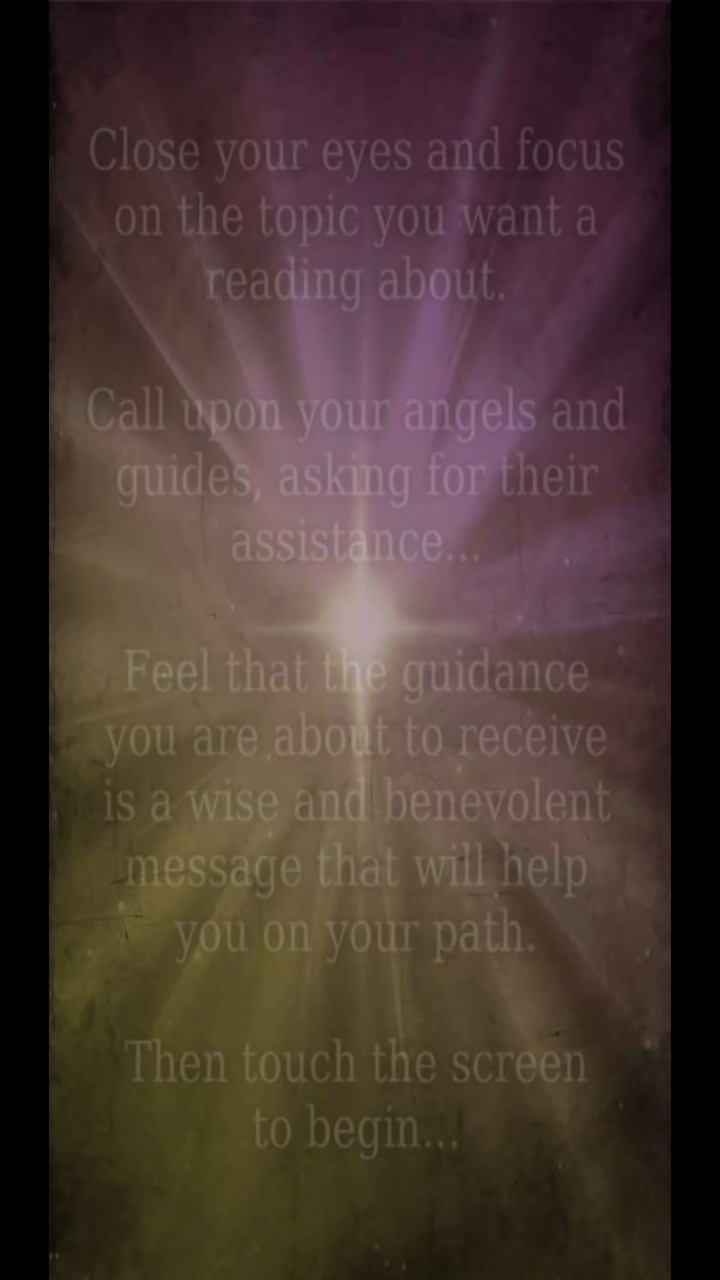 Close your eyes and focus
on the topic you want a
reading about.
Call upon your angels and
guides, asking for their
assistance...
Feel that the guidance
you are about to receive
is a wise and benevolent
message that will help
you on your path.
Then touch the screen
to begin...